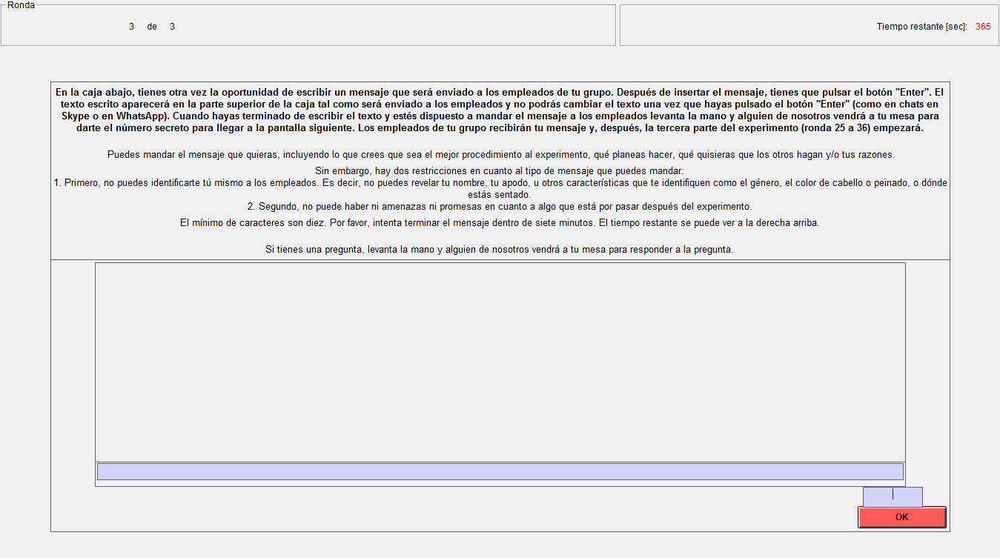 Ronda
3 de 3
Tiempo restante [sec]: 365
En la caja abajo, tienes otra vez la oportunidad de escribir un mensaje que será enviado a los empleados de tu grupo. Después de insertar el mensaje, tienes que pulsar el botón "Enter". El
texto escrito aparecerá en la parte superior de la caja tal como será enviado a los empleados y no podrás cambiar el texto una vez que hayas pulsado el botón "Enter" (como en chats en
Skype o en WhatsApp). Cuando hayas terminado de escribir el texto y estés dispuesto a mandar el mensaje a los empleados levanta la mano y alguien de nosotros vendrá a tu mesa para
darte el número secreto para llegar a la pantalla siguiente. Los empleados de tu grupo recibirán tu mensaje y, después, la tercera parte del experimento (ronda 25 a 36) empezará.
Puedes mandar el mensaje que quieras, incluyendo lo que crees que sea el mejor procedimiento al experimento, qué planeas hacer, qué quisieras que los otros hagan y/o tus razones.
Sin embargo, hay dos restricciones en cuanto al tipo de mensaje que puedes mandar:
1. Primero, no puedes identificarte tú mismo a los empleados. Es decir, no puedes revelar tu nombre, tu apodo, u otros características que te identifiquen como el género, el color de cabello o peinado, o dónde
estás sentado.
2. Segundo, no puede haber ni amenazas ni promesas en cuanto a algo que está por pasar después del experimento.
El mínimo de caracteres son diez. Por favor, intenta terminar el mensaje dentro de siete minutos. El tiempo restante se puede ver a la derecha arriba.
Si tienes una pregunta, levanta la mano y alguien de nosotros vendrá a tu mesa para responder a la pregunta.
OK